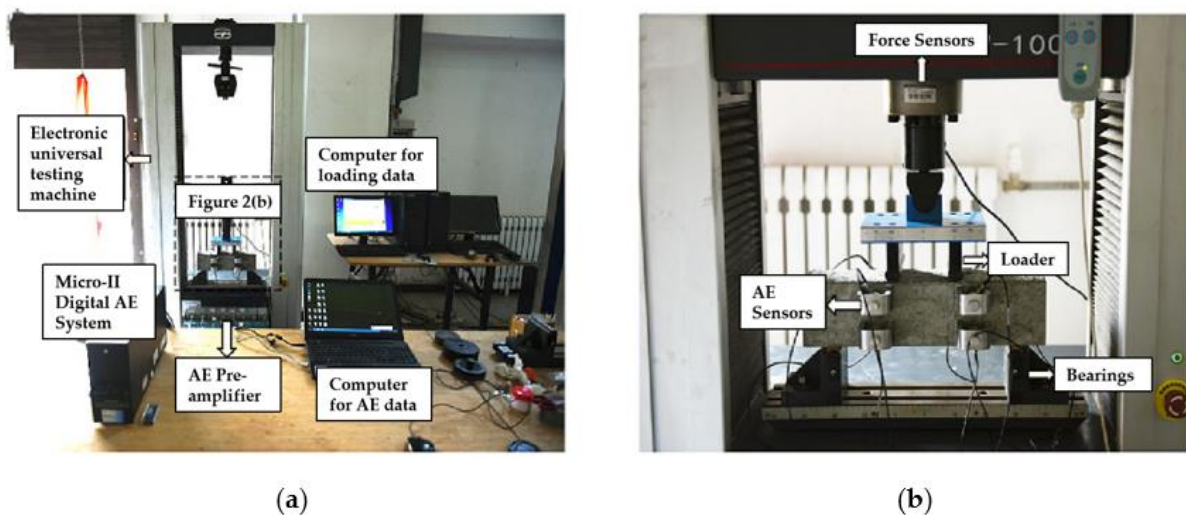 Electronic
universal
testing
machine
Figure 2(b)
Computer for
loading data
Micro-II
Digital AE
System
AE Pre-
amplifier
Computer
for AE data
(a)
Force Sensors
-100
Loader
AE
Sensors
Bearings
(b)